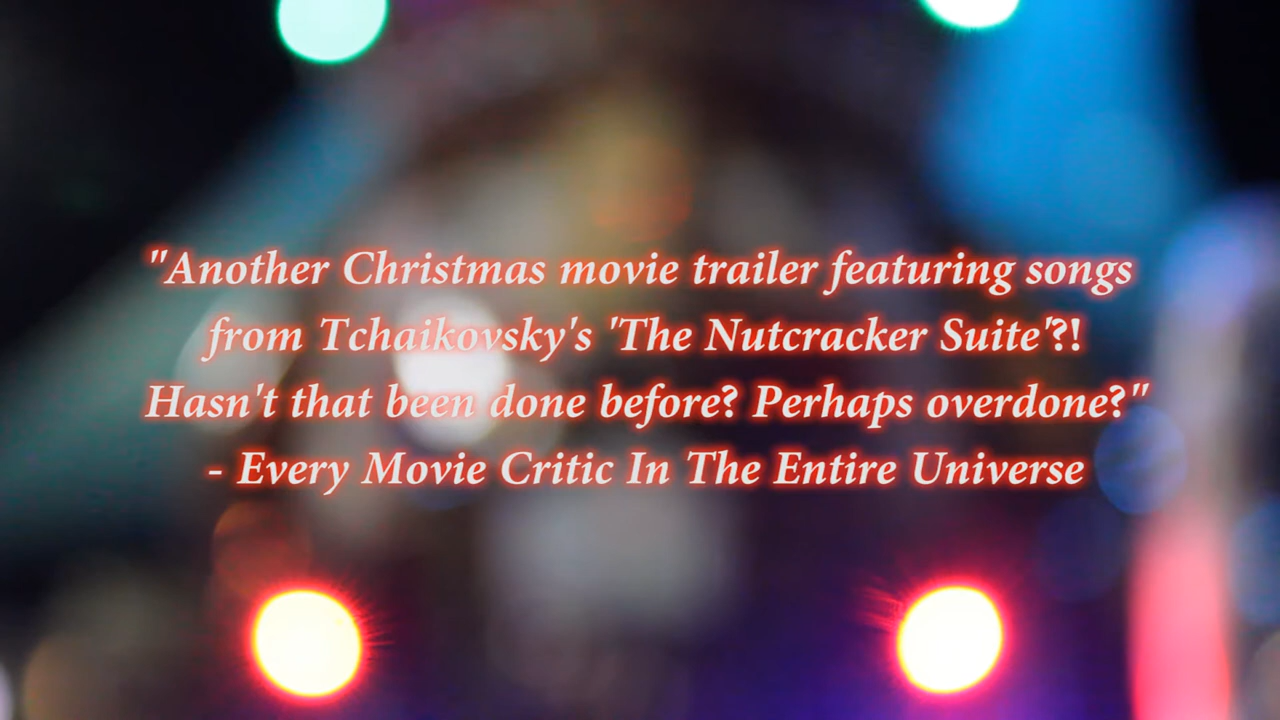 "Another Christmas movie trailer featuring songs
from Tchaikovsky's 'The Nutcracker Suite'?!
Hasn't that been done before? Perhaps overdone?"
- Every Movie Critic In The Entire Universe